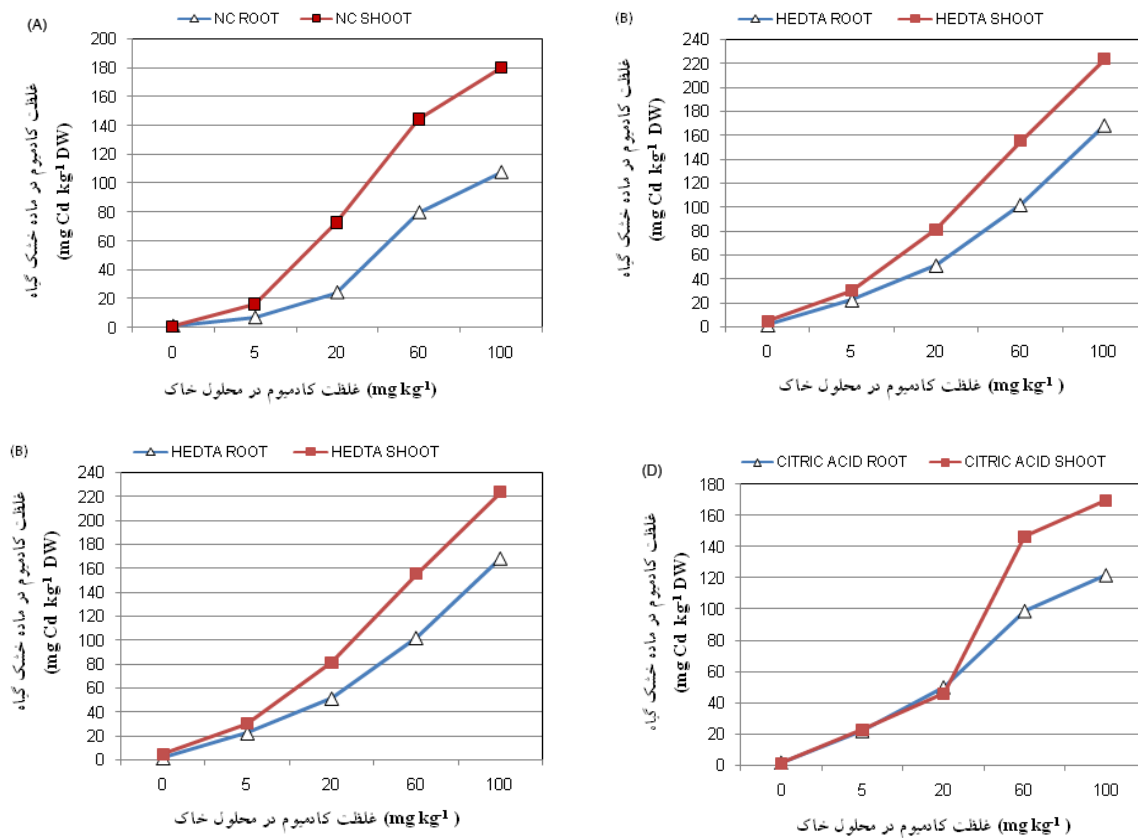 (A)
NC ROOT NC SHOOT
200
180
160
140
120
100
80
60
40
20
0
غلظت کادمیوم در ماده خشک گیاه
(mg Cd kg-1 DW)
0 5 20 60 100
غلظت کادمیوم در محلول خاک (mg kg-1)
(B)
HEDTA ROOT HEDTA SHOOT
240
220
200
180
160
140
120
100
80
60
40
20
0
غلظت کادمیوم در ماده خشک گیاه
(mg Cd kg-1 DW)
0 5 20 60 100
غلظت کادمیوم در محلول خاک (mg kg-1 )
(B)
HEDTA ROOT HEDTA SHOOT
240
220
200
180
160
140
120
100
80
60
40
20
0
غلظت کادمیوم در ماده خشک گیاه
(mg Cd kg-1 DW)
0 5 20 60 100
غلظت کادمیوم در محلول خاک (mg kg-1 )
(D)
CITRIC ACID ROOT CITRIC ACID SHOOT
180
160
140
120
100
80
60
40
20
0
غلظت کادمیوم در ماده خشک گیاه
(mg Cd kg-1 DW)
0 5 20 60 100
غلظت کادمیوم در محلول خاک (mg kg-1 )